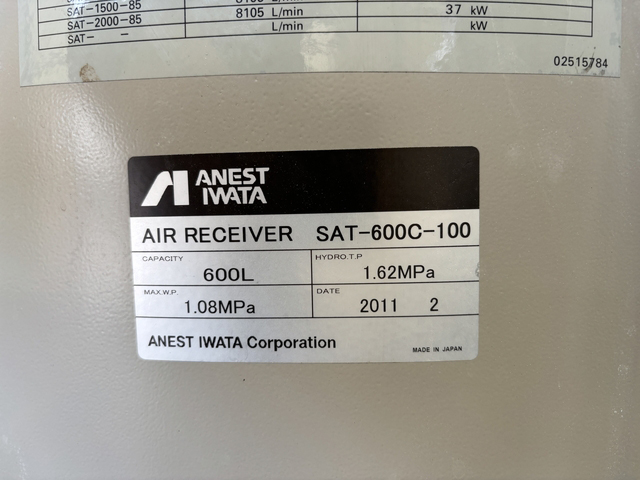 SAT-1500-85 8105 L/min 37 kW
SAT-2000-85 L/min kW
SAT- -
02515784
ANEST
IWATA
AIR RECEIVER SAT-600C-100
CAPACITY HYDRO.T.P
600L 1.62MPa
MAX.W.P. DATE
1.08MPa 2011 2
ANEST IWATA Corporation
MADE IN JAPAN